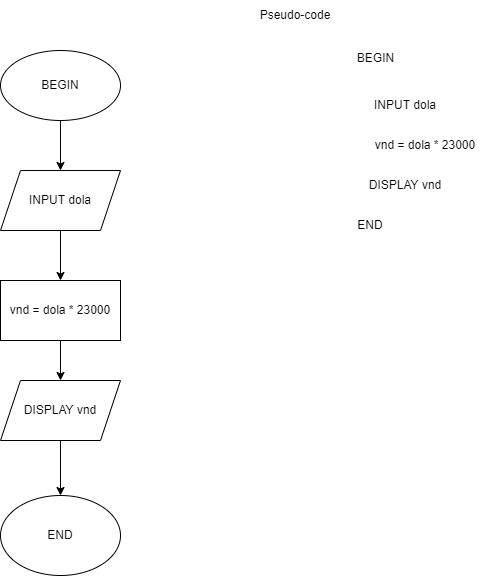 Pseudo-code
BEGIN
INPUT dola
vnd = dola * 23000
DISPLAY vnd
END
BEGIN
INPUT dola
vnd = dola * 23000
DISPLAY vnd
END